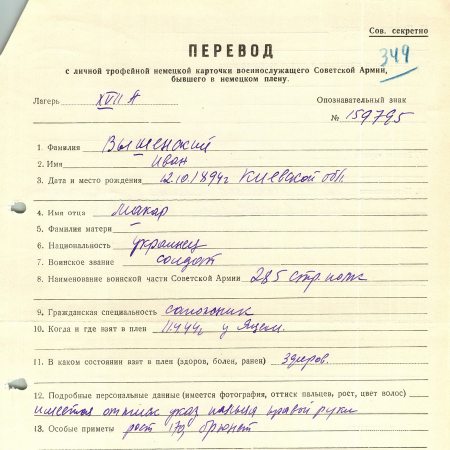 Сов. секретно
349
ПЕРЕВОД
с личной трофейной немецкой карточки военнослужащего Советской Армии,
бывшего в немецком плену.
Лагерь XVII A
Опознавательный знак
№ 159795
1. Фамилия Вышенский
2. Имя Иван
3. Дата и место рождения 12.10.1894г Киевской обл.
4. Имя отца Макар
5. Фамилия матери —
6. Национальность украинец
7. Воинское звание солдат
8. Наименование воинской части Советской Армии 285 стр. полк
9. Гражданская специальность сапожник
10. Когда и где взят в плен 11.4.44г у
11. В каком состоянии взят в плен (здоров, болен, ранен) здоров.
12. Подробные персональные данные (имеется фотография, оттиск пальцев, рост, цвет волос)
имеется оттиск указ пальца правой руки
13. Особые приметы рост 173, брюнет